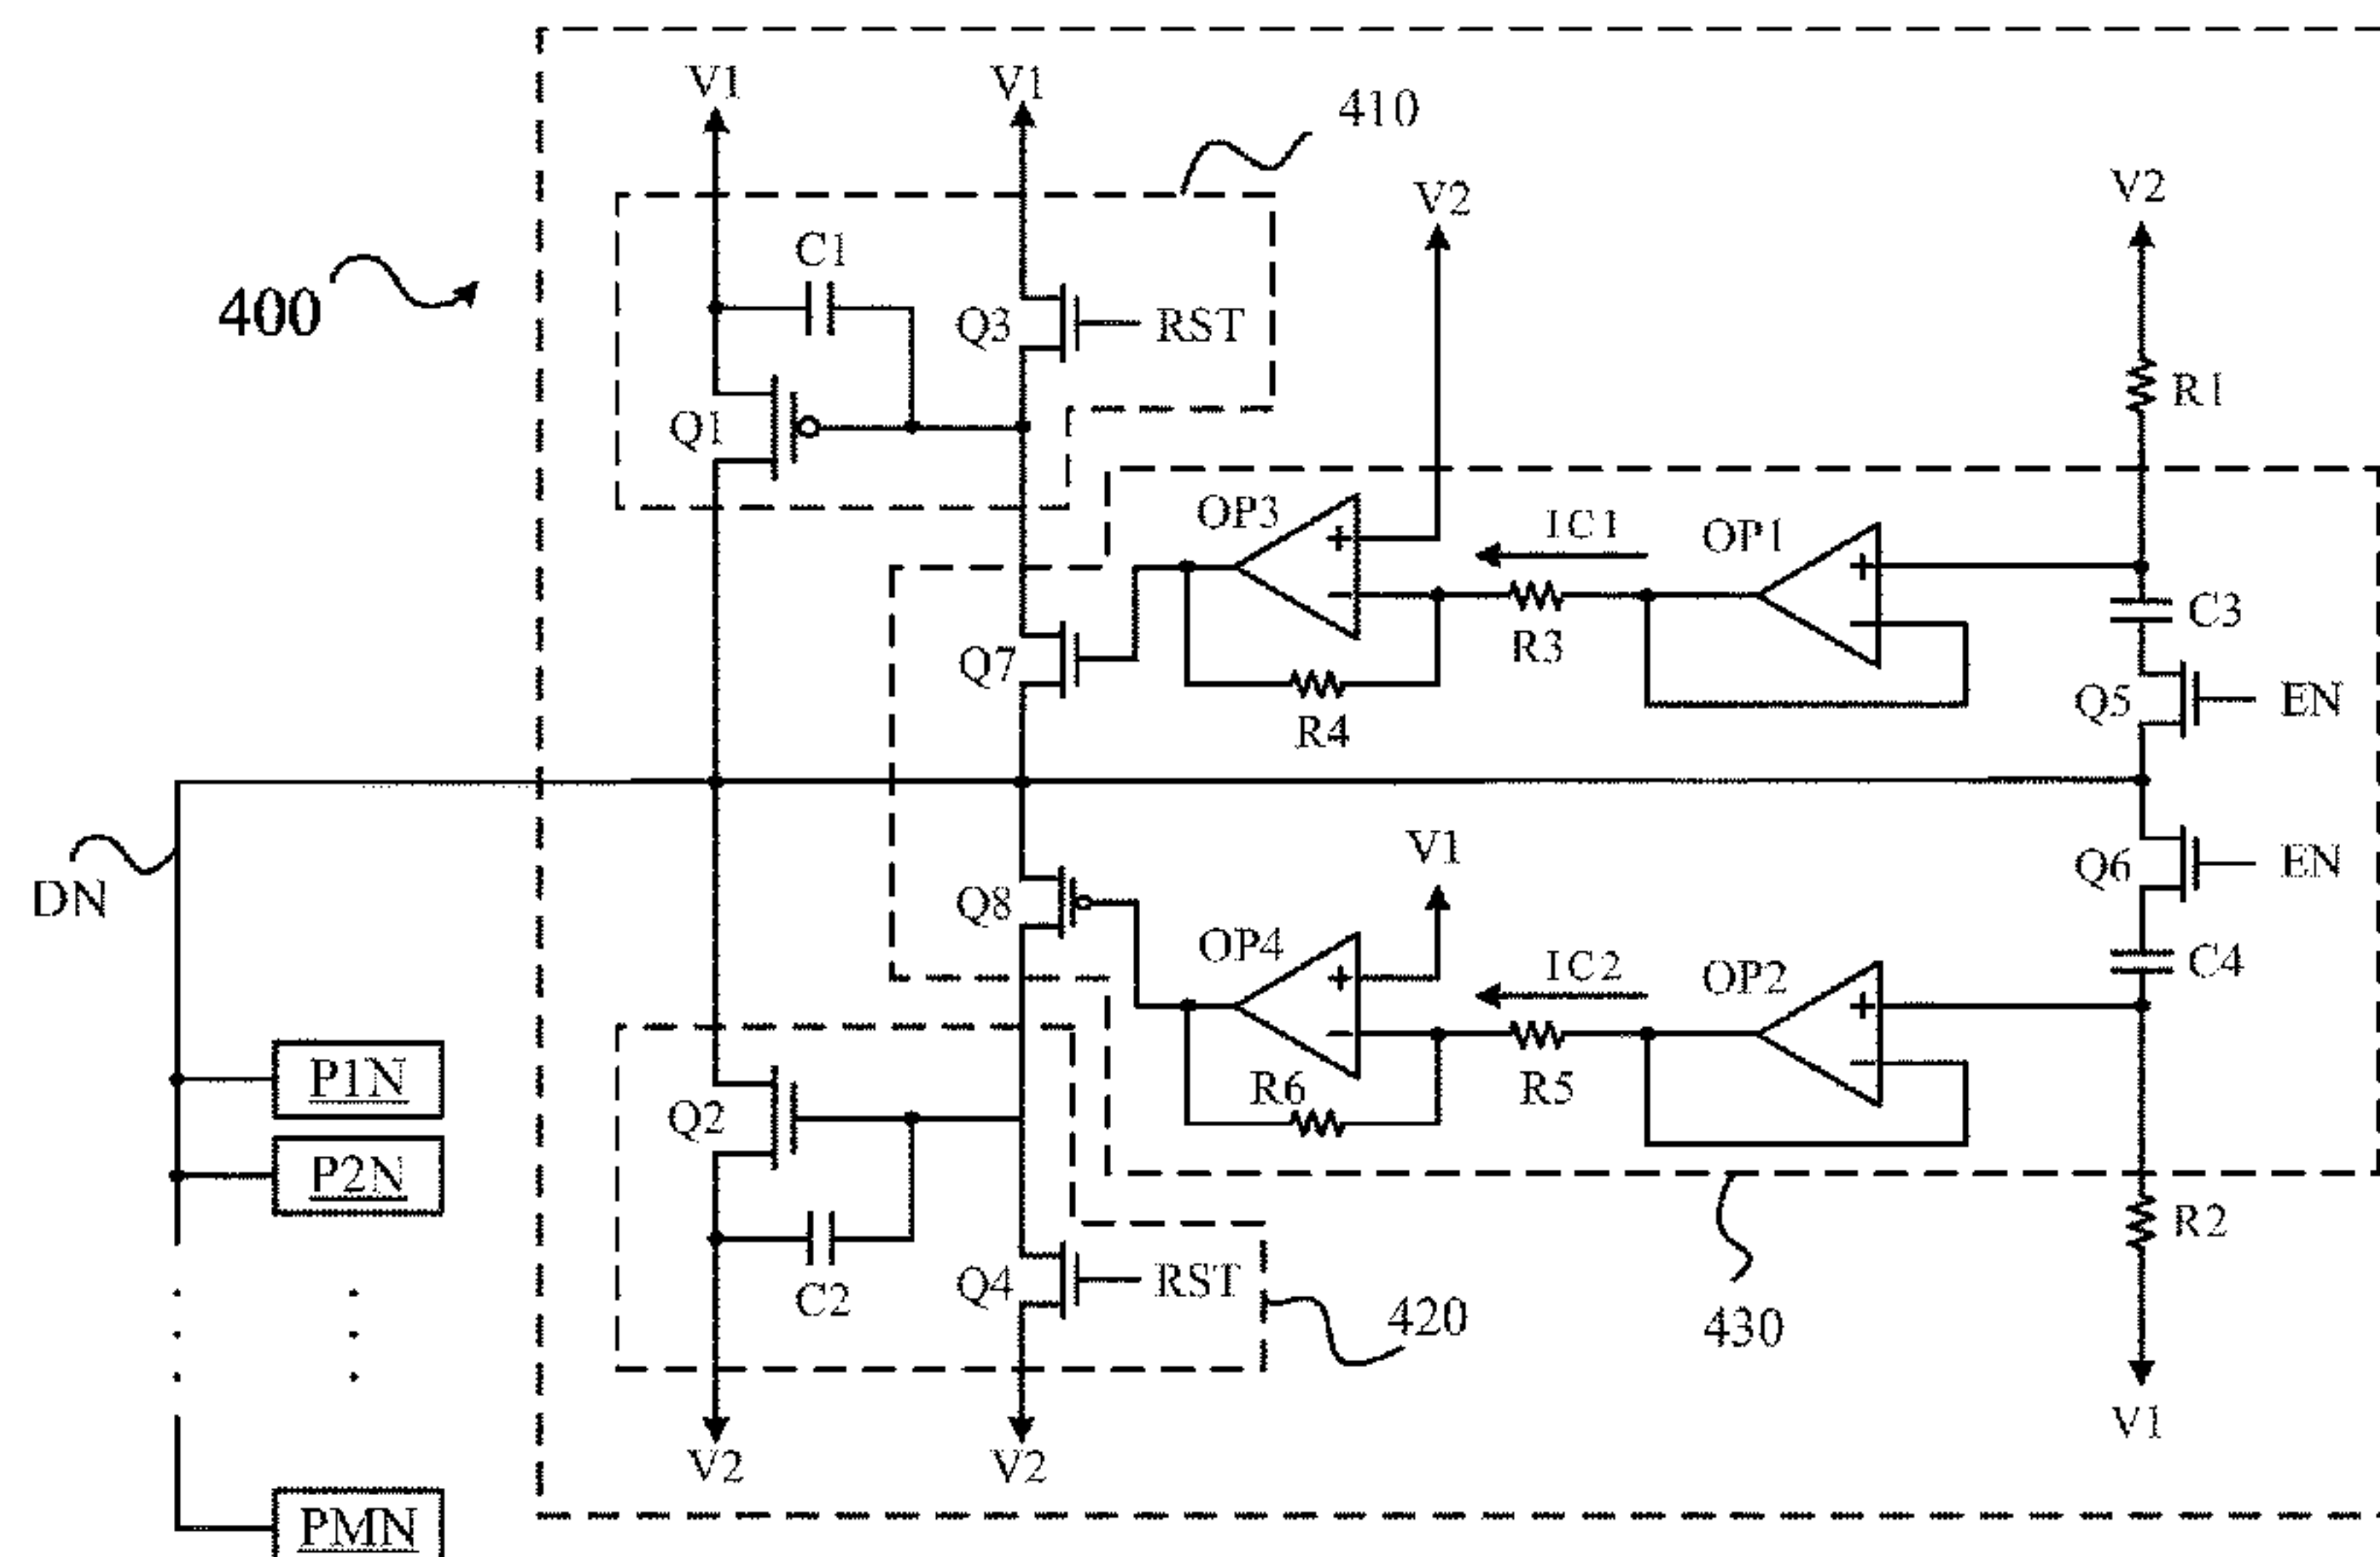 V1
V1
410
V2
V2
C1
400
Q3
RST
R1
Q1
OP3
IC1
OP1
C3
R3
Q7
Q5
EN
R4
V1
DN
Q8
Q6
EN
OP4
IC2
OP2
C4
P1N
R6
R5
Q2
P2N
R2
C2
Q4
RST
420
430
V1
V2
V2
PMN